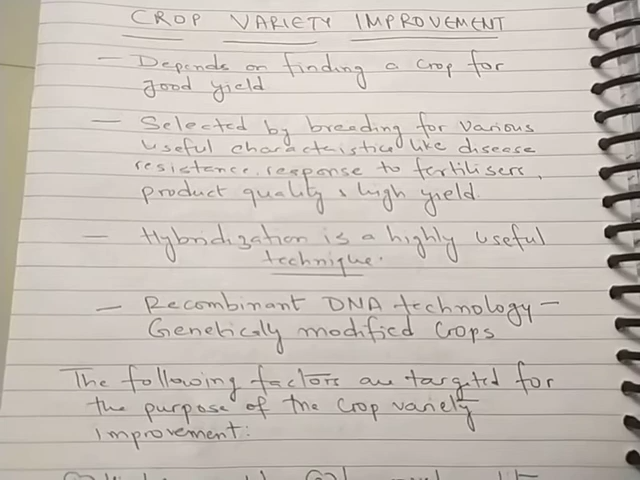 CROP VARIETY IMPROVEMENT
- Depends on finding a crop for
good yield
- Selected by breeding for various
useful characteristics like disease
resistance, response to fertilisers,
product quality & high yield.
- Hybridization is a highly useful
technique.
- Recombinant DNA technology -
Geneticaly modified crops
The following factors are targeted for
the purpose of the crop variety
improvement: